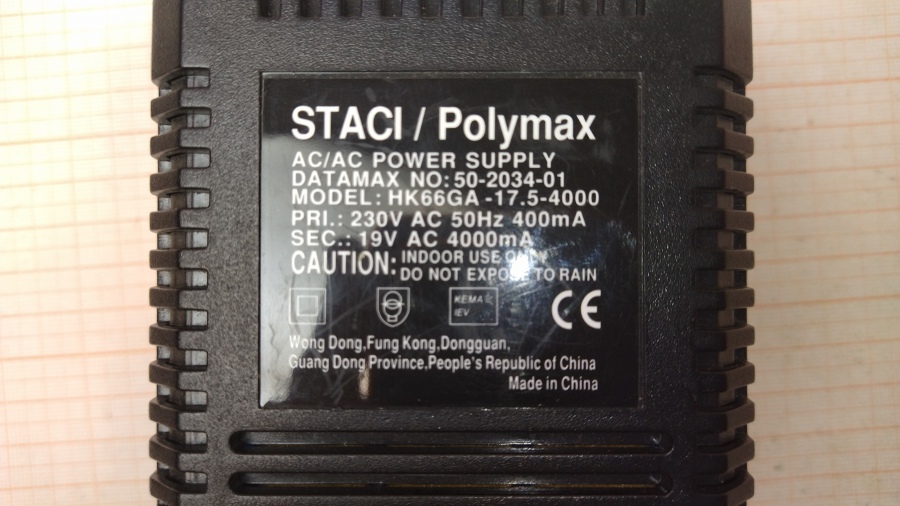 STACI / Polymax
AC/AC POWER SUPPLY
DATAMAX NO: 50-2034-01
MODEL: HK66GA -17.5-4000
PRI.: 230V AC 50Hz 400mA
SEC.: 19V AC 4000mA
CAUTION: INDOOR USE ONLY
DO NOT EXPOSE TO RAIN
KEMA
IEV
CE
Wong Dong,Fung Kong,Dongguan,
Guang Dong Province,People's Republic of China
Made in China